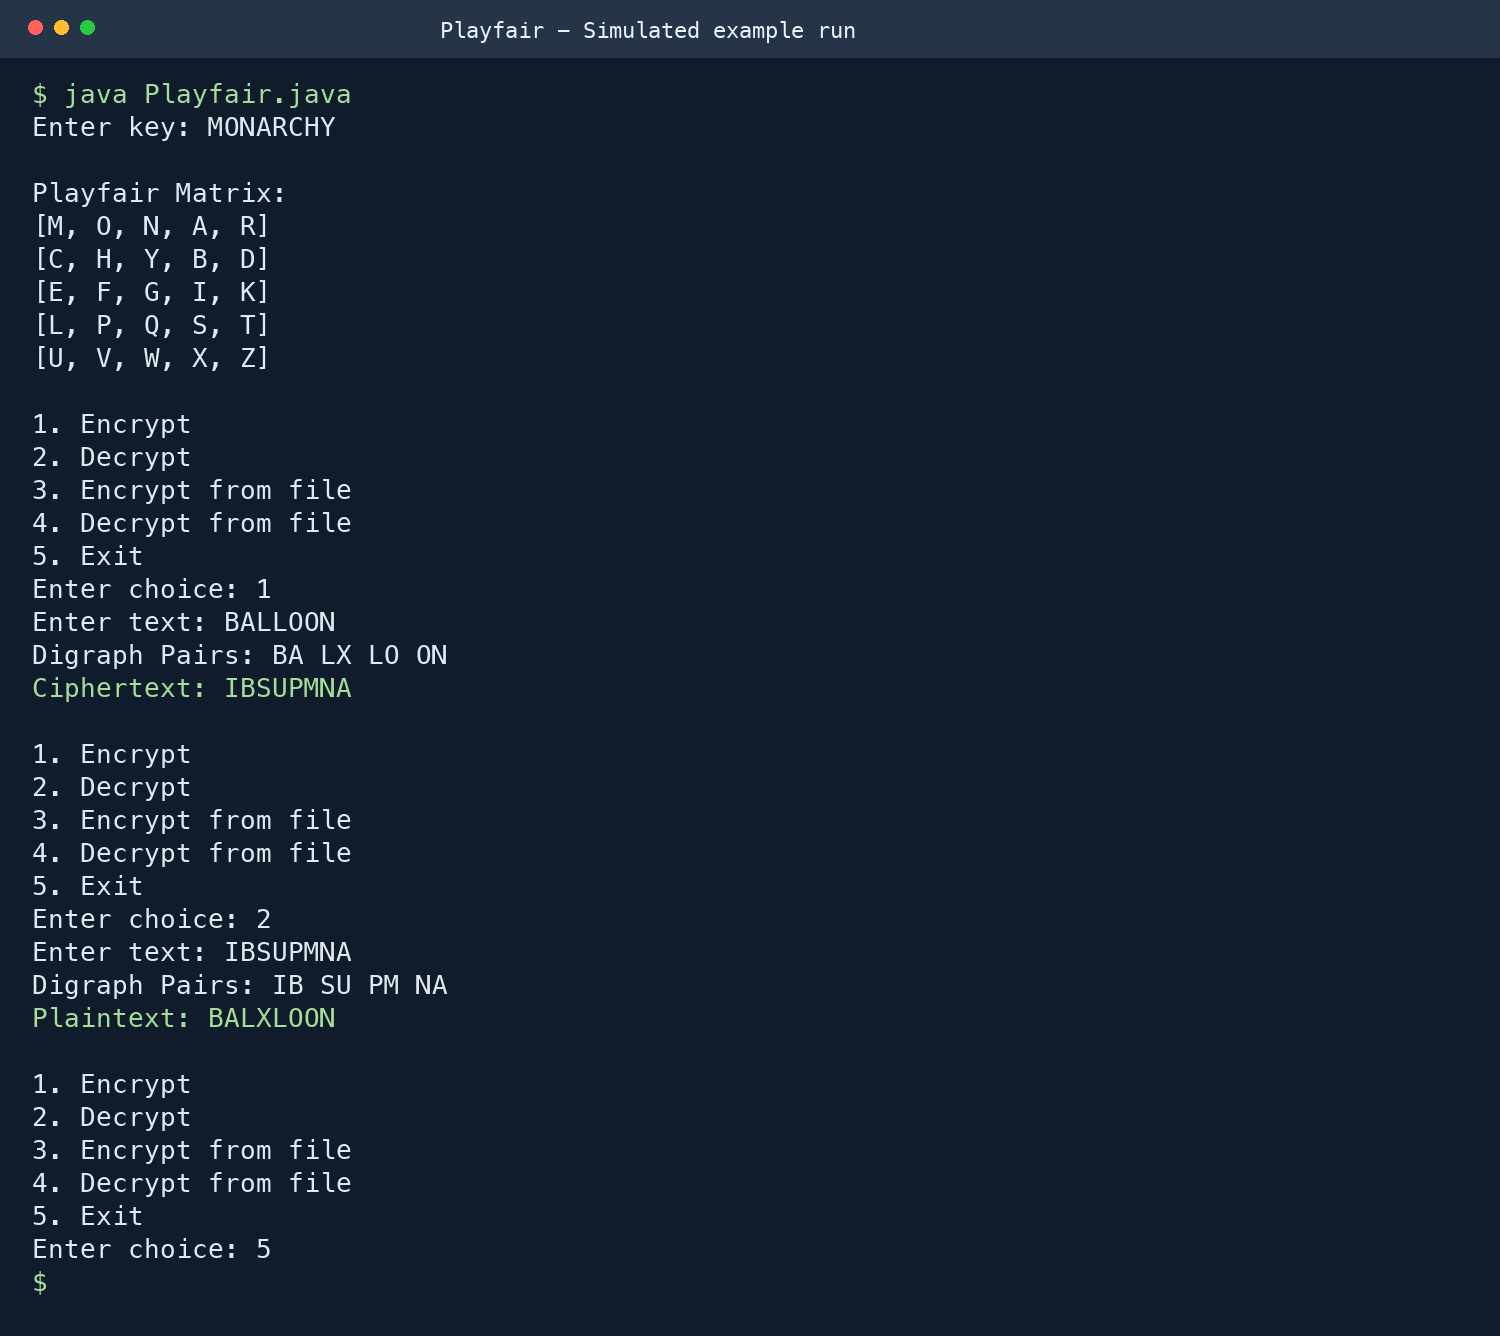 Playfair — Simulated example run
$ java Playfair.java
Enter key: MONARCHY
Playfair Matrix:
[M, O, N, A, R]
[C, H, Y, B, D]
[E, F, G, I, K]
[L, P, Q, S, T]
[U, V, W, X, Z]
1. Encrypt
2. Decrypt
3. Encrypt from file
4. Decrypt from file
5. Exit
Enter choice: 1
Enter text: BALLOON
Digraph Pairs: BA LX LO ON
Ciphertext: IBSUPMNA
1. Encrypt
2. Decrypt
3. Encrypt from file
4. Decrypt from file
5. Exit
Enter choice: 2
Enter text: IBSUPMNA
Digraph Pairs: IB SU PM NA
Plaintext: BALXLOON
1. Encrypt
2. Decrypt
3. Encrypt from file
4. Decrypt from file
5. Exit
Enter choice: 5
$